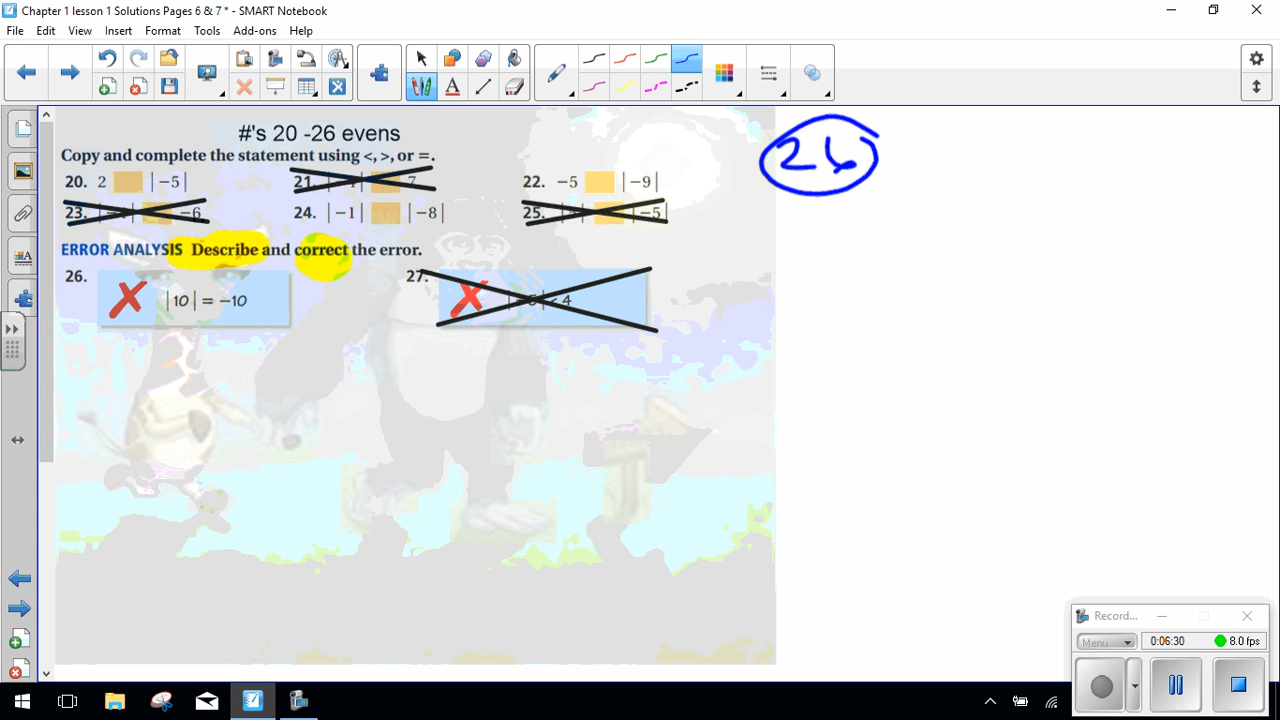 Chapter 1 lesson 1 Solutions Pages 6 & 7 * - SMART Notebook
File Edit View Insert Format Tools Add-ons Help
#'s 20 -26 evens
26
Copy and complete the statement using <, >, or =.
20. 2 |−5| 21. 7 22. −5 |−9|
23. −6 24. |−1| |−8| 25. |−5|
ERROR ANALYSIS Describe and correct the error.
26. ✗ |10| = −10 27. ✗ |−5| < 4
Record...
Menu 0:06:30 8.0 fps